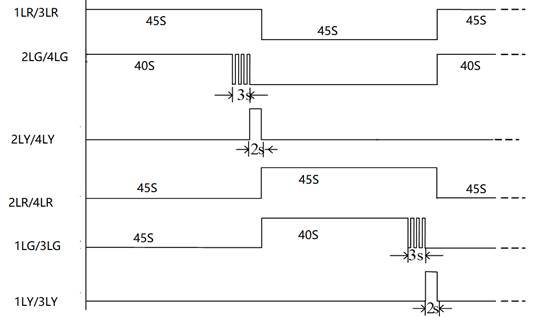 1LR/3LR 45S 45S 45S
2LG/4LG 40S 40S
3s
2LY/4LY
2s
2LR/4LR 45S 45S 45S
1LG/3LG 45S 40S
3s
1LY/3LY
2s